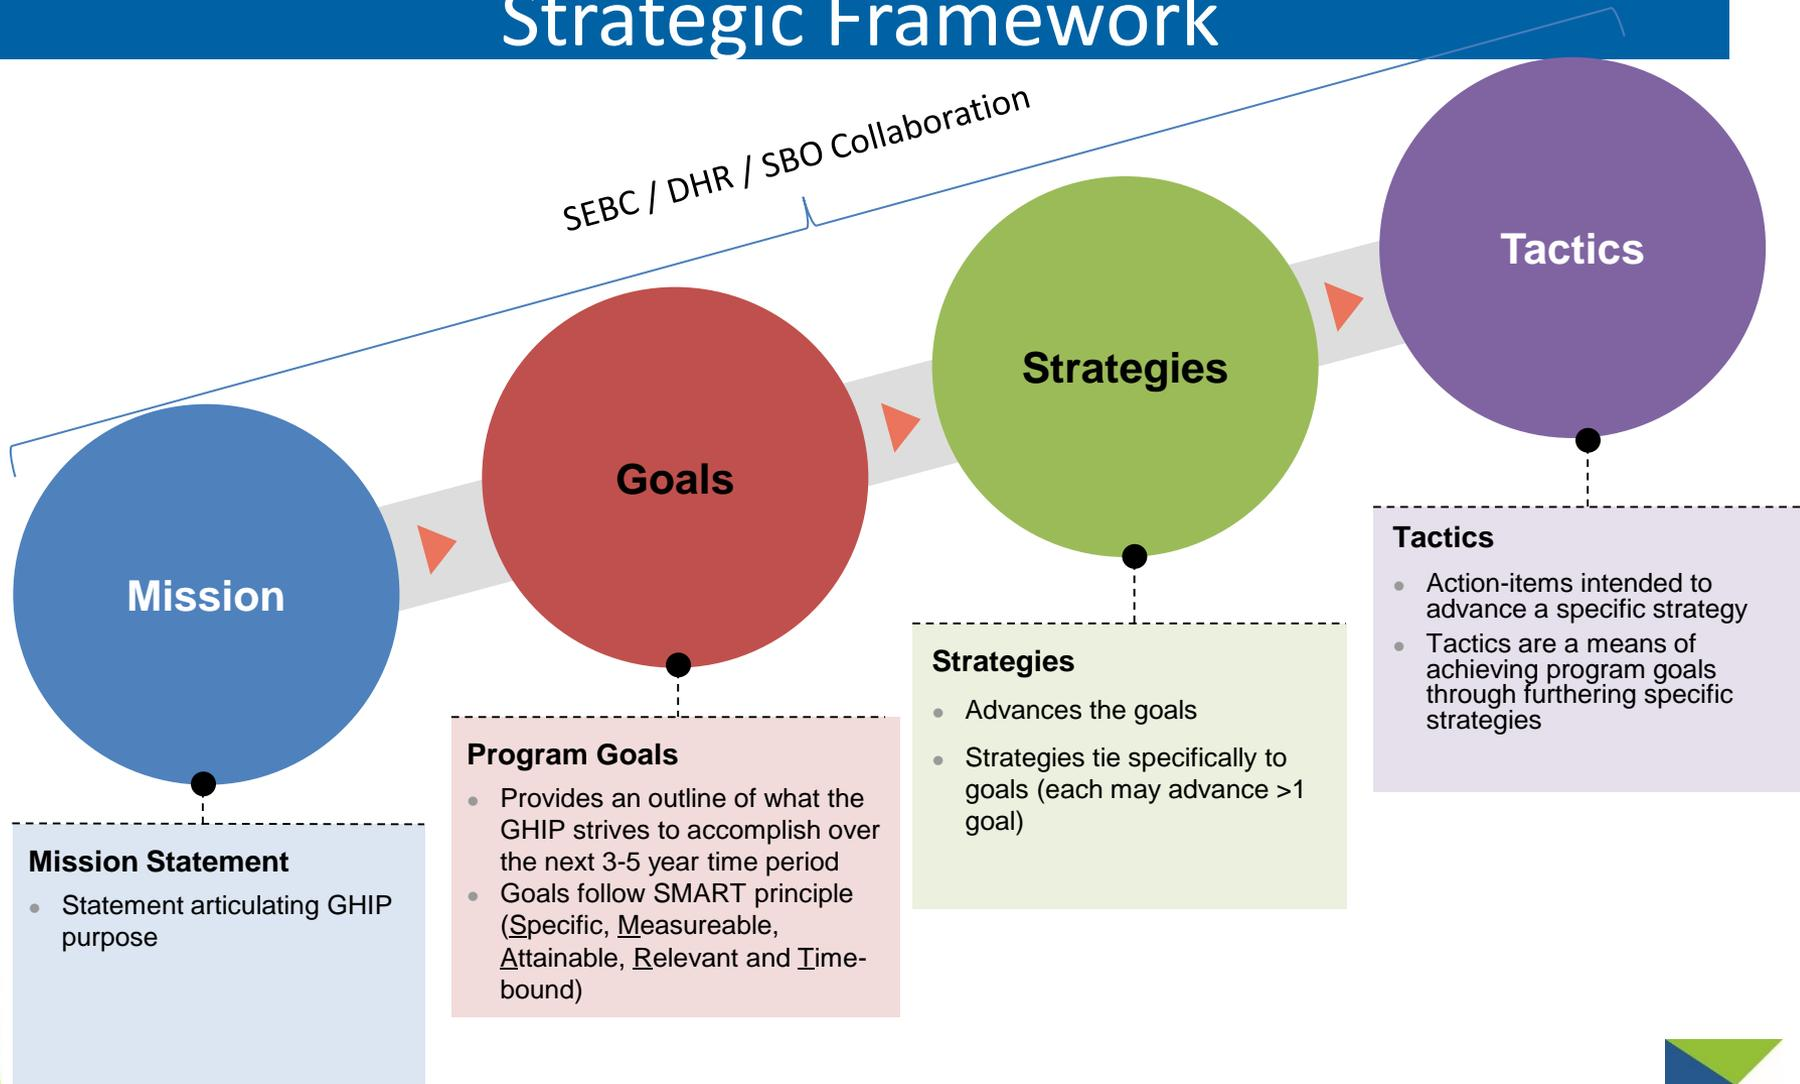 Strategic Framework
SEBC / DHR / SBO Collaboration
Mission
Goals
Strategies
Tactics
Mission Statement
Statement articulating GHIP
purpose
Program Goals
Provides an outline of what the
GHIP strives to accomplish over
the next 3-5 year time period
Goals follow SMART principle
(Specific, Measureable,
Attainable, Relevant and Time-
bound)
Strategies
Advances the goals
Strategies tie specifically to
goals (each may advance >1
goal)
Tactics
Action-items intended to
advance a specific strategy
Tactics are a means of
achieving program goals
through furthering specific
strategies